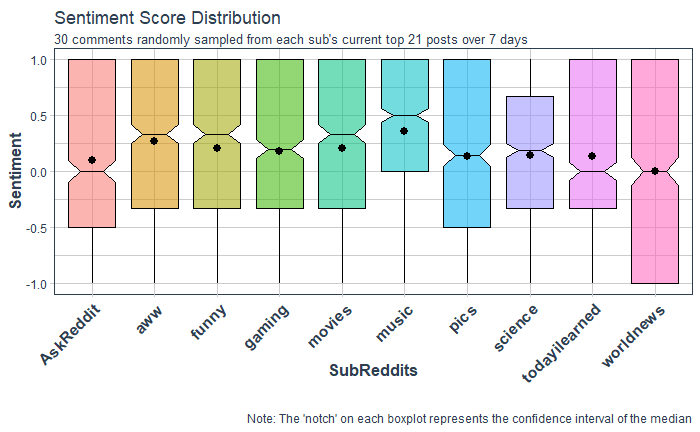 Sentiment Score Distribution
30 comments randomly sampled from each sub's current top 21 posts over 7 days
Sentiment
1.0
0.5
0.0
-0.5
-1.0
AskReddit
aww
funny
gaming
movies
music
pics
science
todayilearned
worldnews
SubReddits
Note: The 'notch' on each boxplot represents the confidence interval of the median